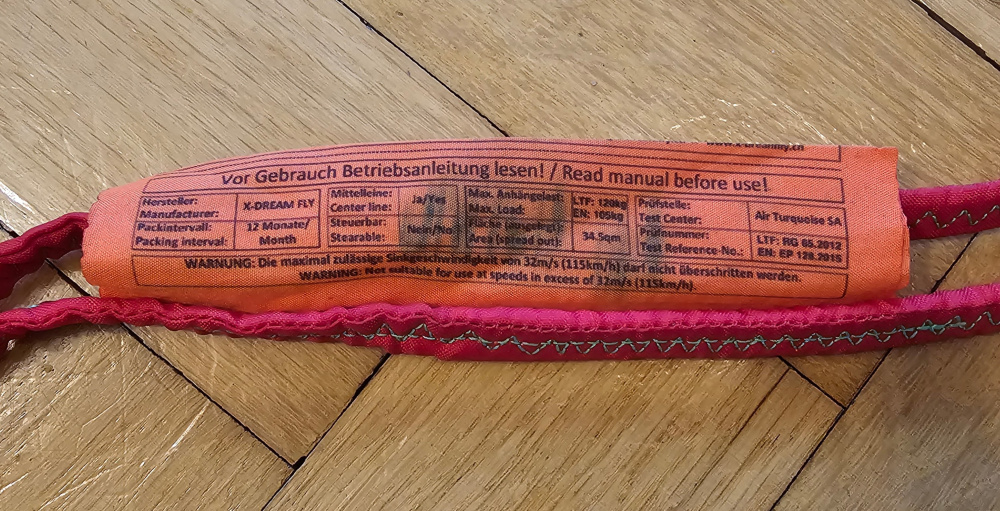 Vor Gebrauch Betriebsanleitung lesen! / Read manual before use!
Hersteller: X-DREAM FLY Mittelleine: Ja/Yes Max. Anhängelast: LTF: 120kg Prüfstelle: Air Turquoise SA
Manufacturer: Center line: Max. Load: EN: 105kg Test Center:
Packintervall: 12 Monate/ Steuerbar: Nein/No Fläche (ausgelegt): 34.5qm Prüfnummer: LTF: RG 65.2012
Packing interval: Month Stearable: Area (spread out): Test Reference-No.: EN: EP 128.2015
WARNUNG: Die maximal zulässige Sinkgeschwindigkeit von 32m/s (115km/h) darf nicht überschritten werden.
WARNING: Not suitable for use at speeds in excess of 32m/s (115km/h).